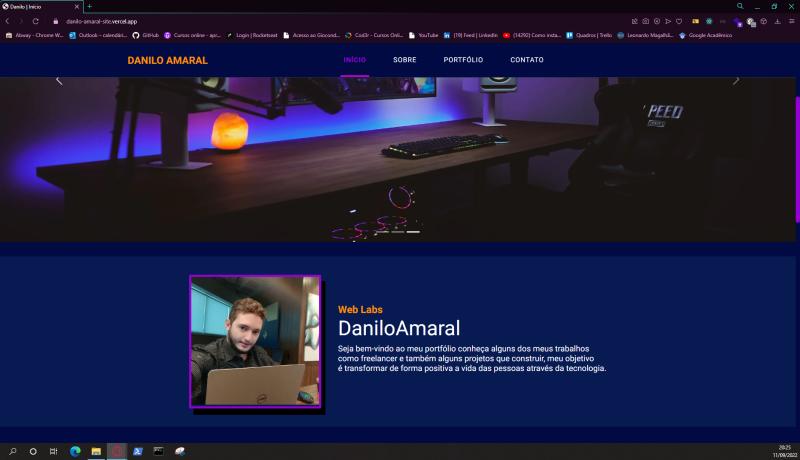 Danilo | Início
danilo-amaral-site.vercel.app
Abway - Chrome W...
Outlook – calendári...
GitHub
Cursos online - apr...
Login | Rocketseat
Acesso ao Giocond...
Cod3r - Cursos Onli...
YouTube
(19) Feed | LinkedIn
(14292) Como insta...
Quadros | Trello
Leonardo Magalhã...
Google Acadêmico
DANILO AMARAL
INÍCIO
SOBRE
PORTFÓLIO
CONTATO
Web Labs
DaniloAmaral
Seja bem-vindo ao meu portfólio conheça alguns dos meus trabalhos
como freelancer e também alguns projetos que construir, meu objetivo
é transformar de forma positiva a vida das pessoas através da tecnologia.
DELL
20:25
11/09/2022